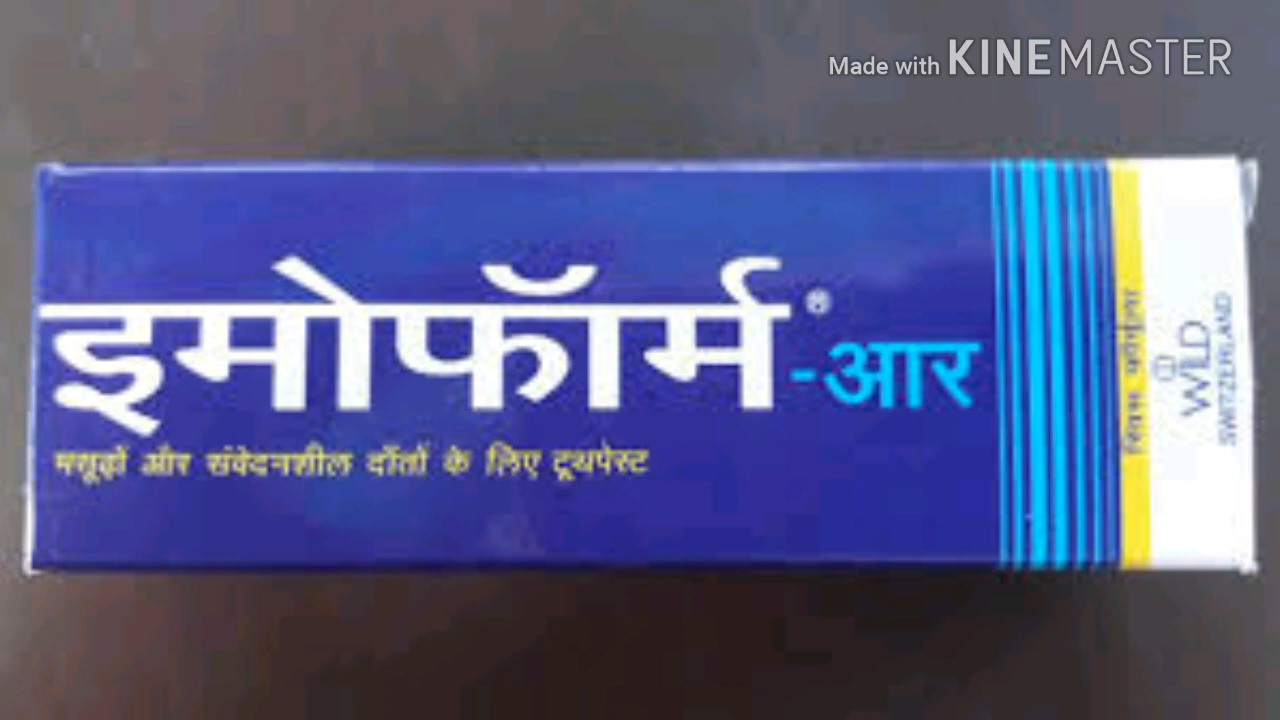 Made with KINEMASTER
इमोफॉर्म®-आर
मसूढ़ों और संवेदनशील दाँतों के लिए टूथपेस्ट
स्विस फॉर्मूला
WILD
SWITZERLAND